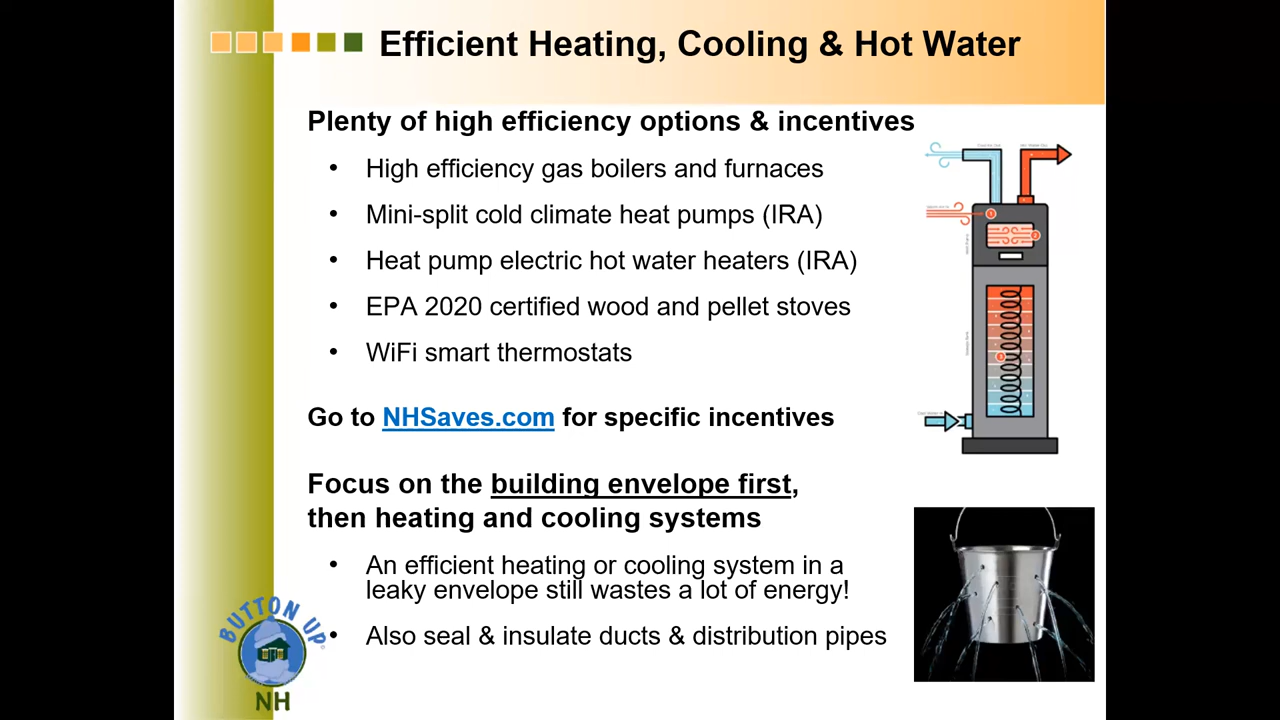 Efficient Heating, Cooling & Hot Water
Plenty of high efficiency options & incentives
• High efficiency gas boilers and furnaces
• Mini-split cold climate heat pumps (IRA)
• Heat pump electric hot water heaters (IRA)
• EPA 2020 certified wood and pellet stoves
• WiFi smart thermostats
Go to NHSaves.com for specific incentives
Focus on the building envelope first,
then heating and cooling systems
• An efficient heating or cooling system in a
leaky envelope still wastes a lot of energy!
• Also seal & insulate ducts & distribution pipes
BUTTON UP
NH
1
2
3